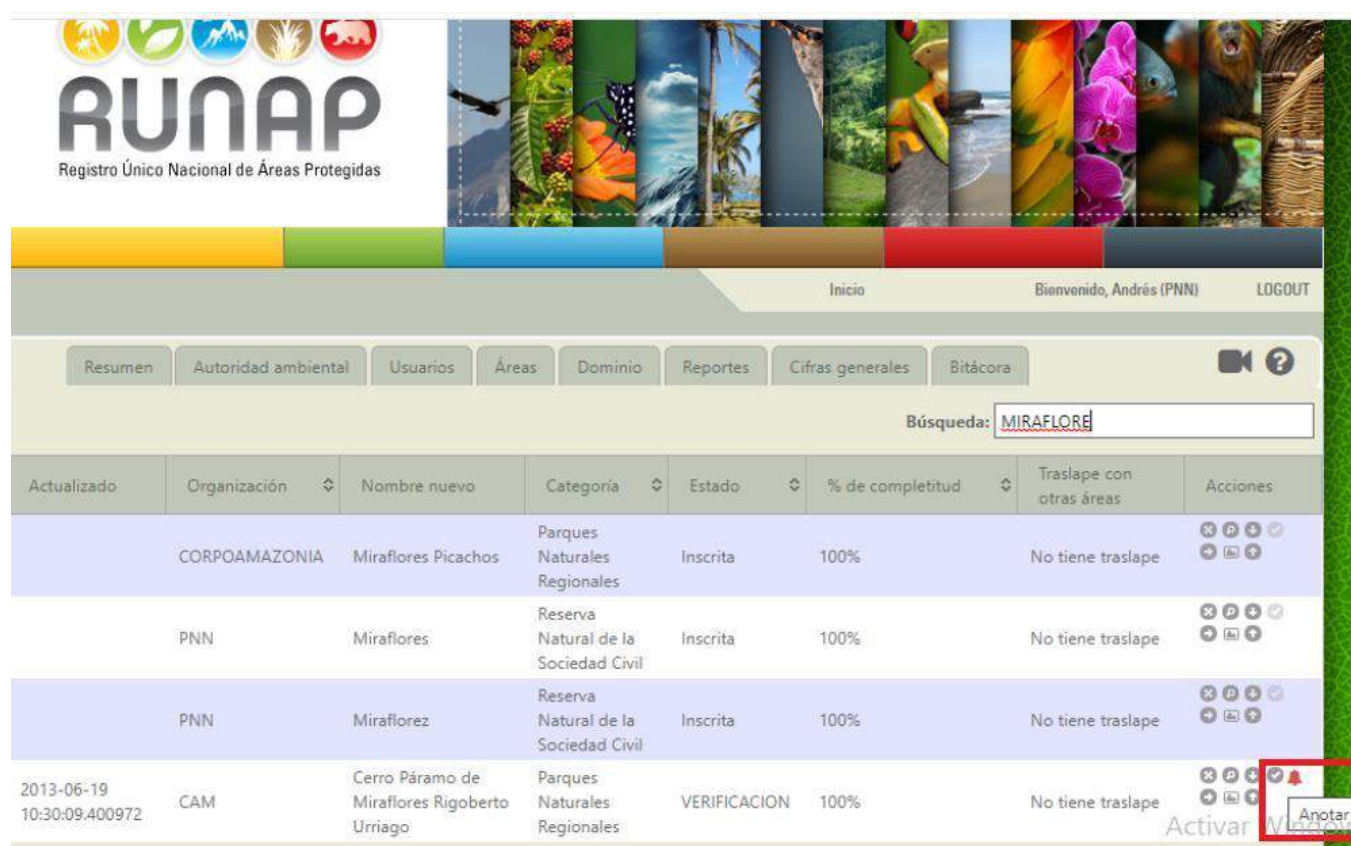 RUNAP
Registro Único Nacional de Áreas Protegidas
Inicio Bienvenido, Andrés (PNN) LOGOUT
Resumen Autoridad ambiental Usuarios Áreas Dominio Reportes Cifras generales Bitácora
Búsqueda: MIRAFLORE
Actualizado Organización Nombre nuevo Categoría Estado % de completitud Traslape con otras áreas Acciones
CORPOAMAZONIA Miraflores Picachos Parques Naturales Regionales Inscrita 100% No tiene traslape
PNN Miraflores Reserva Natural de la Sociedad Civil Inscrita 100% No tiene traslape
PNN Miraflorez Reserva Natural de la Sociedad Civil Inscrita 100% No tiene traslape
2013-06-19 10:30:09.400972 CAM Cerro Páramo de Miraflores Rigoberto Urriago Parques Naturales Regionales VERIFICACION 100% No tiene traslape
Anotar
Activar Window